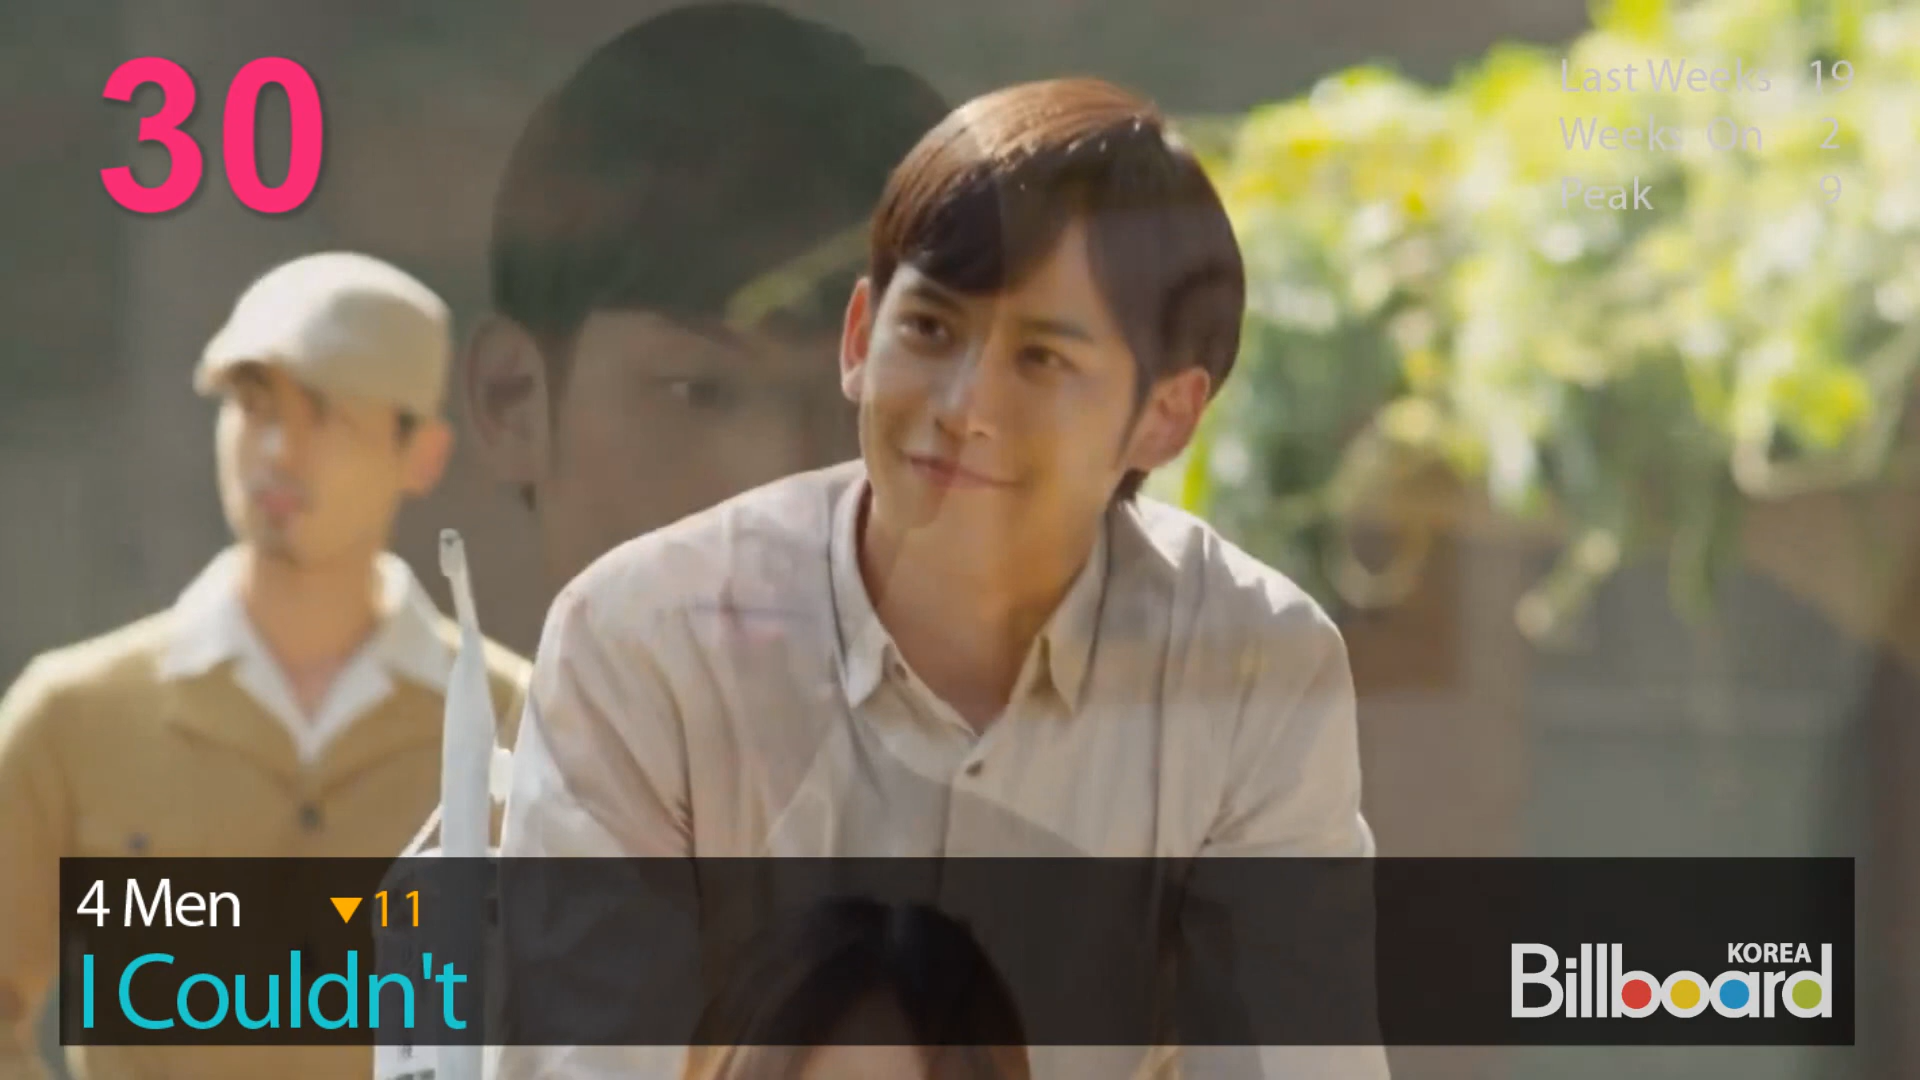 30
Last Weeks 19
Weeks On 2
Peak 9
4 Men ▼11
I Couldn't
Billboard KOREA